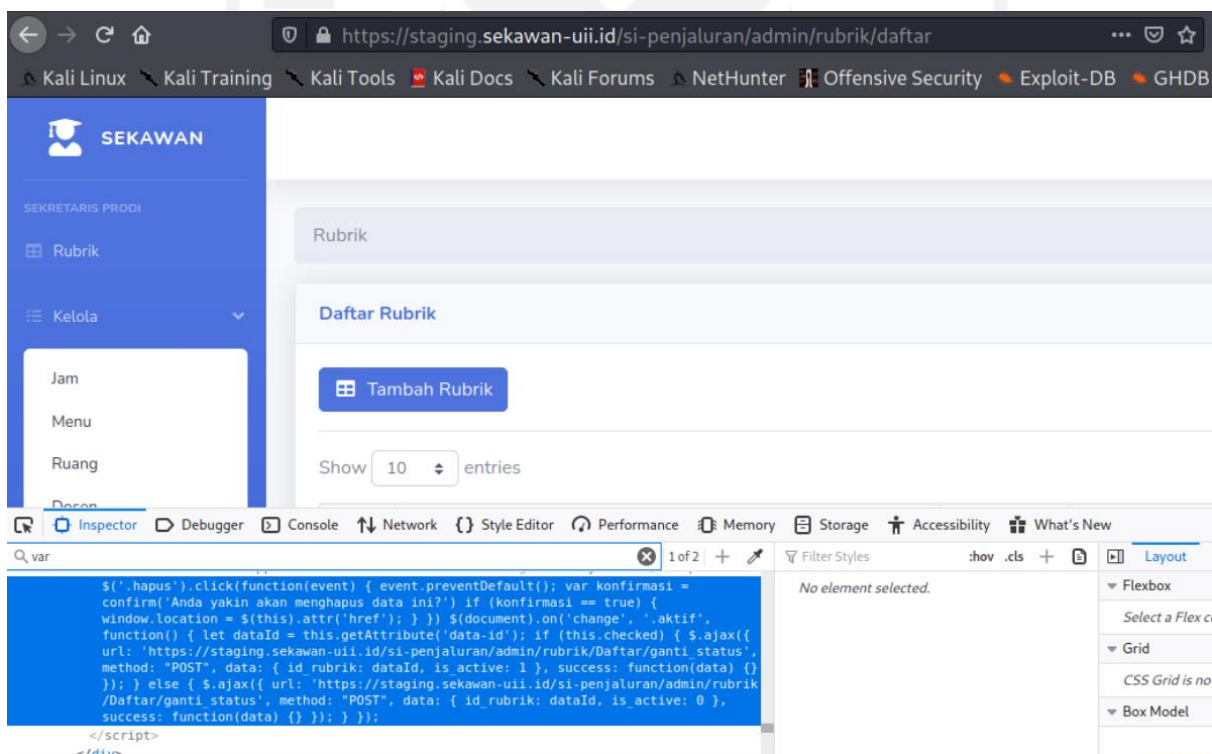 https://staging.sekawan-uii.id/si-penjaluran/admin/rubrik/daftar
Kali Linux Kali Training Kali Tools Kali Docs Kali Forums NetHunter Offensive Security Exploit-DB GHDB
SEKAWAN
SEKRETARIS PRODI
Rubrik
Kelola
Jam
Menu
Ruang
Dosen
Rubrik
Daftar Rubrik
Tambah Rubrik
Show 10 entries
Inspector Debugger Console Network Style Editor Performance Memory Storage Accessibility What's New
var 1 of 2 Filter Styles :hov .cls Layout
$('.hapus').click(function(event) { event.preventDefault(); var konfirmasi =
confirm('Anda yakin akan menghapus data ini?') if (konfirmasi == true) {
window.location = $(this).attr('href'); } }) $(document).on('change', '.aktif',
function() { let dataId = this.getAttribute('data-id'); if (this.checked) { $.ajax({
url: 'https://staging.sekawan-uii.id/si-penjaluran/admin/rubrik/Daftar/ganti_status',
method: "POST", data: { id_rubrik: dataId, is_active: 1 }, success: function(data) {}
}); } else { $.ajax({ url: 'https://staging.sekawan-uii.id/si-penjaluran/admin/rubrik
/Daftar/ganti_status', method: "POST", data: { id_rubrik: dataId, is_active: 0 },
success: function(data) {} }); } });
</script>
</div>
No element selected.
Flexbox
Select a Flex
Grid
CSS Grid is no
Box Model